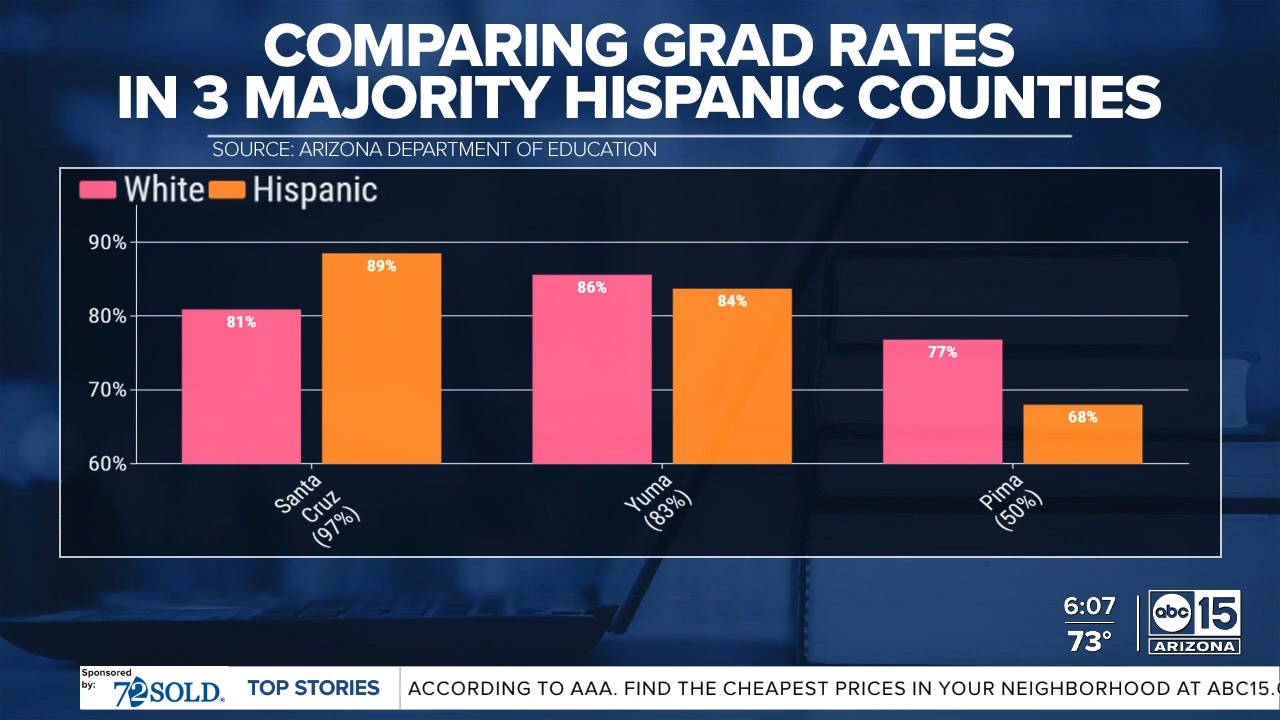 COMPARING GRAD RATES
IN 3 MAJORITY HISPANIC COUNTIES
SOURCE: ARIZONA DEPARTMENT OF EDUCATION
White Hispanic
90%
80%
70%
60%
81%
89%
86%
84%
77%
68%
Santa
Cruz
(97%)
Yuma
(83%)
Pima
(50%)
6:07
73°
abc 15
ARIZONA
Sponsored
by:
72SOLD.
TOP STORIES
ACCORDING TO AAA. FIND THE CHEAPEST PRICES IN YOUR NEIGHBORHOOD AT ABC15.